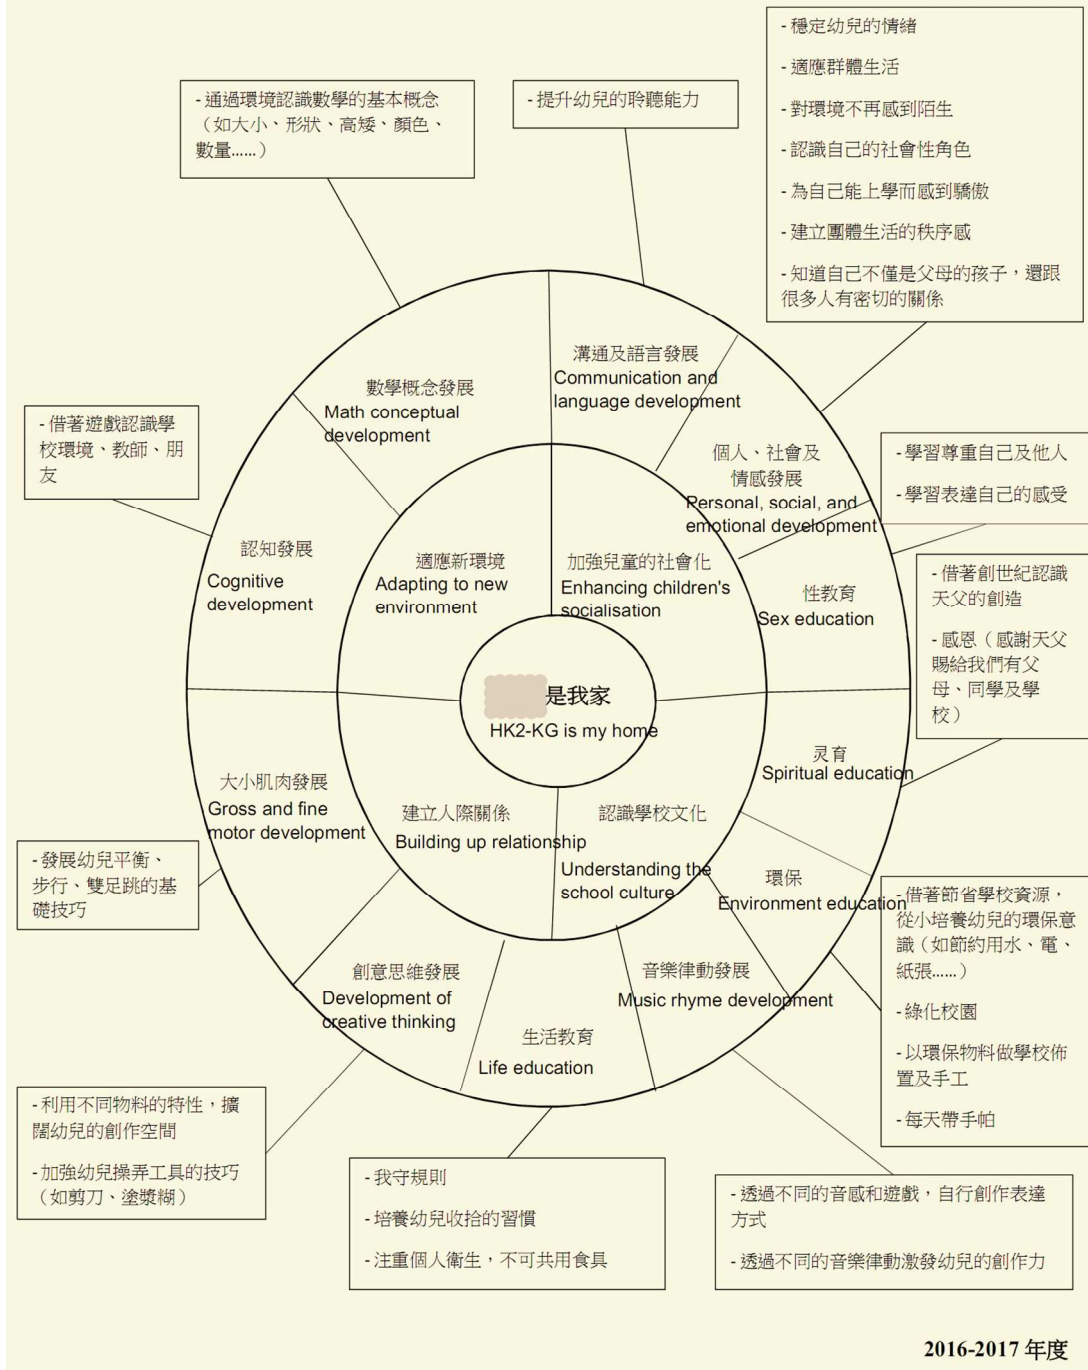 - 穩定幼兒的情緒
- 適應群體生活
- 對環境不再感到陌生
- 認識自己的社會性角色
- 為自己能上學而感到驕傲
- 建立團體生活的秩序感
- 知道自己不僅是父母的孩子，還跟
很多人有密切的關係
- 通過環境認識數學的基本概念
（如大小、形狀、高矮、顏色、
數量……）
- 提升幼兒的聆聽能力
溝通及語言發展
Communication and
language development
數學概念發展
Math conceptual
development
- 借著遊戲認識學
校環境、教師、朋
友
個人、社會及
情感發展
Personal, social, and
emotional development
- 學習尊重自己及他人
- 學習表達自己的感受
認知發展
Cognitive
development
適應新環境
Adapting to new
environment
加強兒童的社會化
Enhancing children's
socialisation
性教育
Sex education
- 借著創世紀認識
天父的創造
- 感恩（感謝天父
賜給我們有父
母、同學及學
校）
是我家
HK2-KG is my home
灵育
Spiritual education
大小肌肉發展
Gross and fine
motor development
建立人際關係
Building up relationship
認識學校文化
Understanding the
school culture
- 發展幼兒平衡、
步行、雙足跳的基
礎技巧
環保
Environment education
- 借著節省學校資源，
從小培養幼兒的環保意
識（如節約用水、電、
紙張……）
- 綠化校園
- 以環保物料做學校佈
置及手工
- 每天帶手帕
創意思維發展
Development of
creative thinking
音樂律動發展
Music rhyme development
生活教育
Life education
- 利用不同物料的特性，擴
闊幼兒的創作空間
- 加強幼兒操弄工具的技巧
（如剪刀、塗漿糊）
- 我守規則
- 培養幼兒收拾的習慣
- 注重個人衛生，不可共用食具
- 透過不同的音感和遊戲，自行創作表達
方式
- 透過不同的音樂律動激發幼兒的創作力
2016-2017 年度